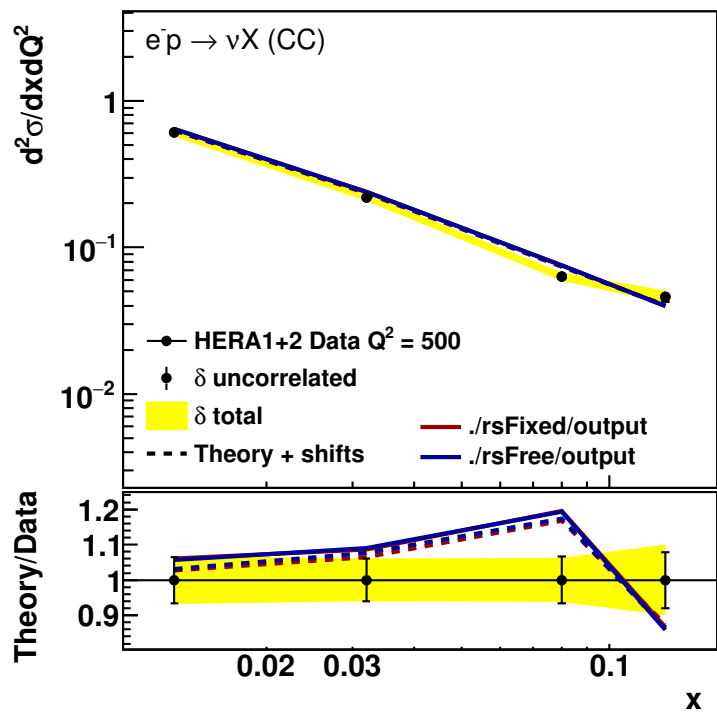 e⁻p → νX (CC)
d²σ/dxdQ²
1
10⁻¹
10⁻²
HERA1+2 Data Q² = 500
δ uncorrelated
δ total
Theory + shifts
./rsFixed/output
./rsFree/output
Theory/Data
1.2
1.1
1
0.9
0.02 0.03 0.1
x